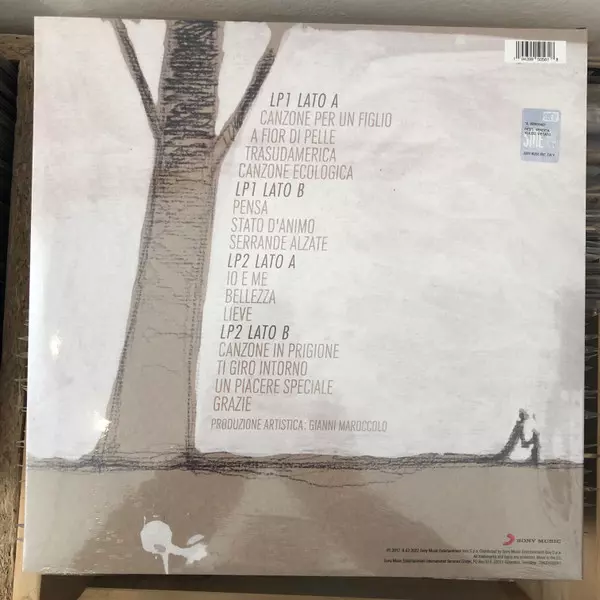 LP1 LATO A
CANZONE PER UN FIGLIO
A FIOR DI PELLE
TRASUDAMERICA
CANZONE ECOLOGICA
LP1 LATO B
PENSA
STATO D'ANIMO
SERRANDE ALZATE
LP2 LATO A
IO E ME
BELLEZZA
LIEVE
LP2 LATO B
CANZONE IN PRIGIONE
TI GIRO INTORNO
UN PIACERE SPECIALE
GRAZIE
PRODUZIONE ARTISTICA: GIANNI MAROCCOLO
SONY MUSIC